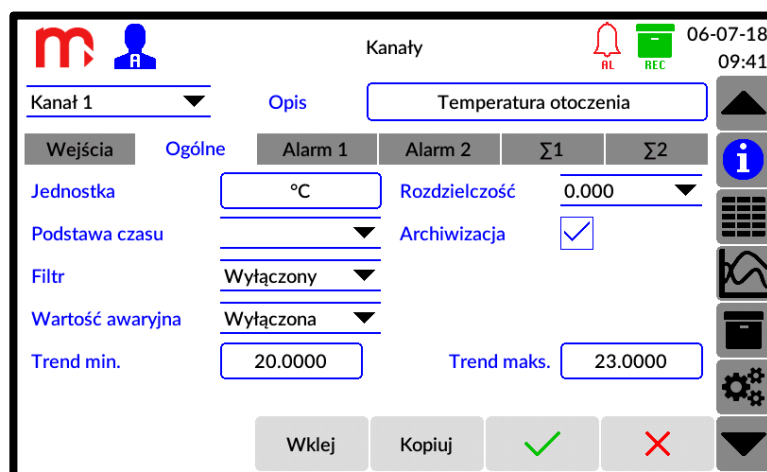 m A Kanały AL REC 06-07-18
09:41
Kanał 1 Opis Temperatura otoczenia
Wejścia Ogólne Alarm 1 Alarm 2 ∑1 ∑2
Jednostka °C Rozdzielczość 0.000
Podstawa czasu Archiwizacja
Filtr Wyłączony
Wartość awaryjna Wyłączona
Trend min. 20.0000 Trend maks. 23.0000
Wklej Kopiuj